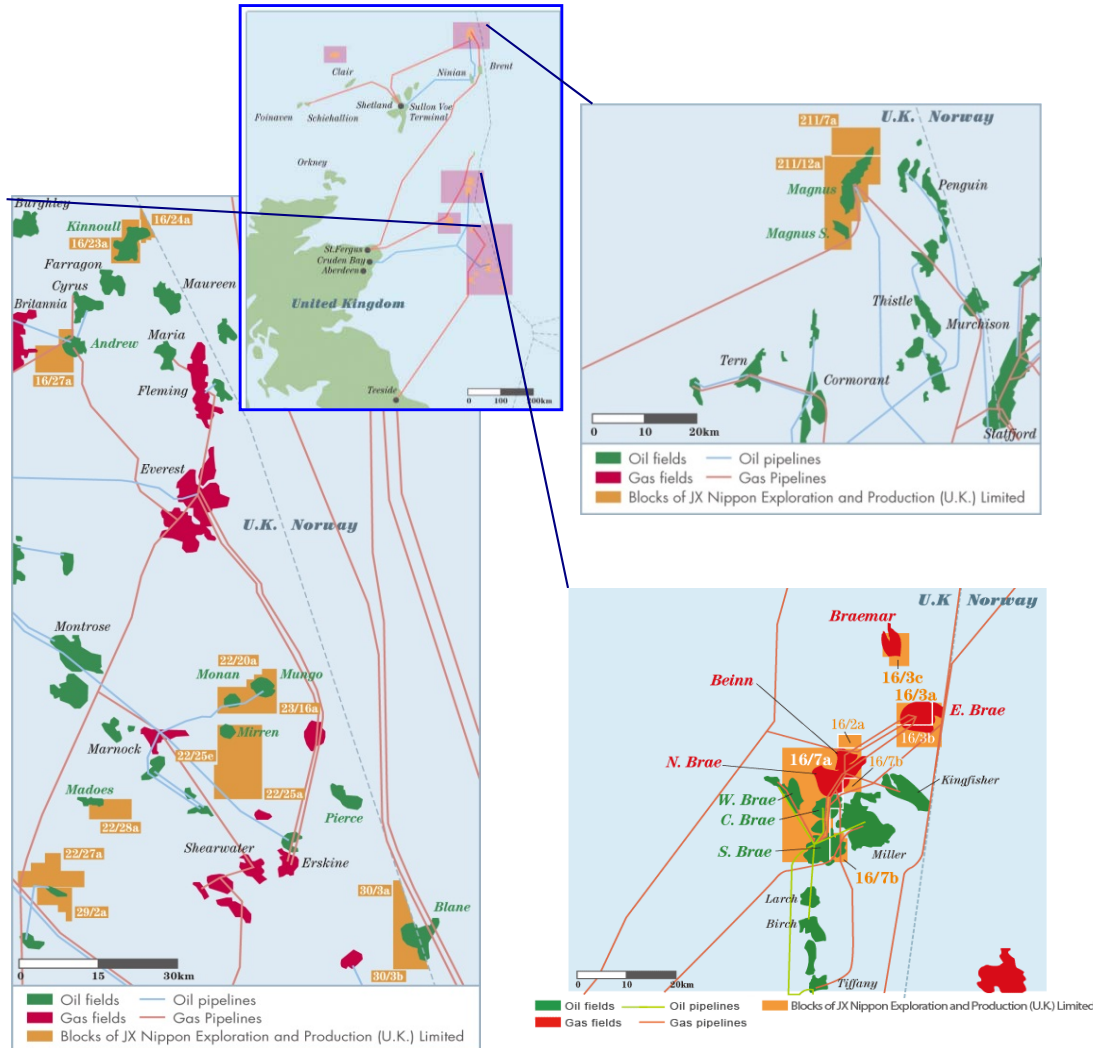 Clair
Ninian
Brent
Shetland
Sullon Voe
Terminal
Foinaven
Schiehallion
Orkney
St.Fergus
Cruden Bay
Aberdeen
United Kingdom
Teeside
0 100 200km
U.K. Norway
211/7a
211/12a
Magnus
Penguin
Magnus S.
Thistle
Murchison
Tern
Cormorant
Statfjord
0 10 20km
Oil fields Oil pipelines
Gas fields Gas Pipelines
Blocks of JX Nippon Exploration and Production (U.K.) Limited
Burghley
Kinnoull
16/24a
16/23a
Farragon
Cyrus
Maureen
Britannia
Maria
Andrew
16/27a
Fleming
Everest
U.K. Norway
Montrose
22/20a
Monan
Mungo
23/16a
Marnock
Mirren
22/25c
22/25a
Madoes
22/28a
Pierce
Shearwater
22/27a
Erskine
30/3a
29/2a
Blane
30/3b
0 15 30km
Oil fields Oil pipelines
Gas fields Gas Pipelines
Blocks of JX Nippon Exploration and Production (U.K.) Limited
U.K Norway
Braemar
16/3c
Beinn
16/3a
E. Brae
16/2a
16/3b
N. Brae
16/7a
16/7b
Kingfisher
W. Brae
C. Brae
S. Brae
Miller
16/7b
Larch
Birch
Tiffany
0 10 20km
Oil fields Oil pipelines Blocks of JX Nippon Exploration and Production (U.K.) Limited
Gas fields Gas pipelines